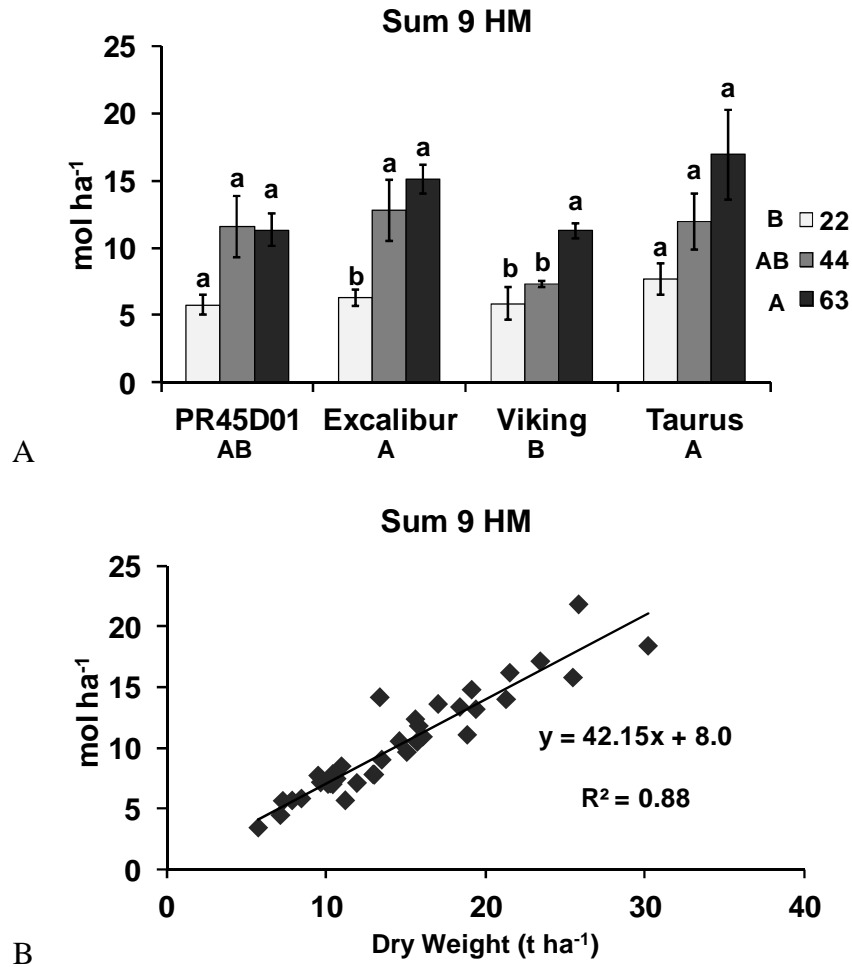 Sum 9 HM
25
20
15
10
5
0
mol ha-1
a a a
b a a
b b a
a a a
B 22
AB 44
A 63
PR45D01 Excalibur Viking Taurus
AB A B A
A
Sum 9 HM
25
20
15
10
5
0
mol ha-1
y = 42.15x + 8.0
R² = 0.88
0 10 20 30 40
Dry Weight (t ha-1)
B